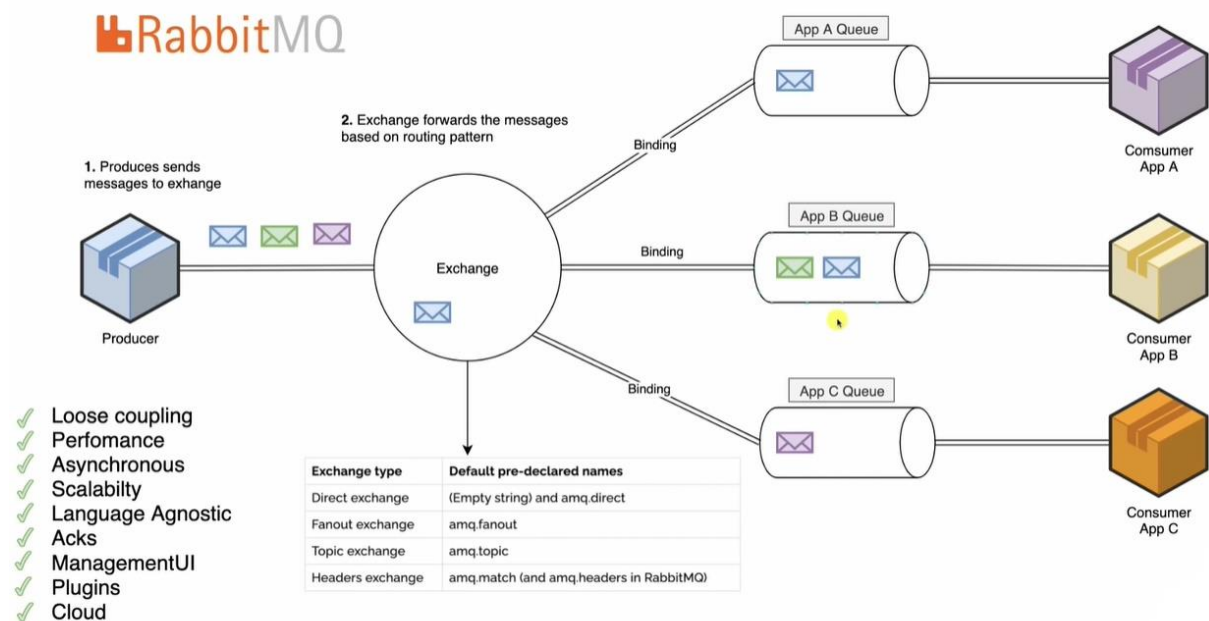 RabbitMQ
App A Queue
2. Exchange forwards the messages
based on routing pattern
Binding
Comsumer
App A
1. Produces sends
messages to exhange
App B Queue
Binding
Exchange
Producer
Consumer
App B
Binding
App C Queue
Loose coupling
Perfomance
Asynchronous
Scalabilty
Language Agnostic
Acks
ManagementUI
Plugins
Cloud
Exchange type Default pre-declared names
Direct exchange (Empty string) and amq.direct
Fanout exchange amq.fanout
Topic exchange amq.topic
Headers exchange amq.match (and amq.headers in RabbitMQ)
Consumer
App C